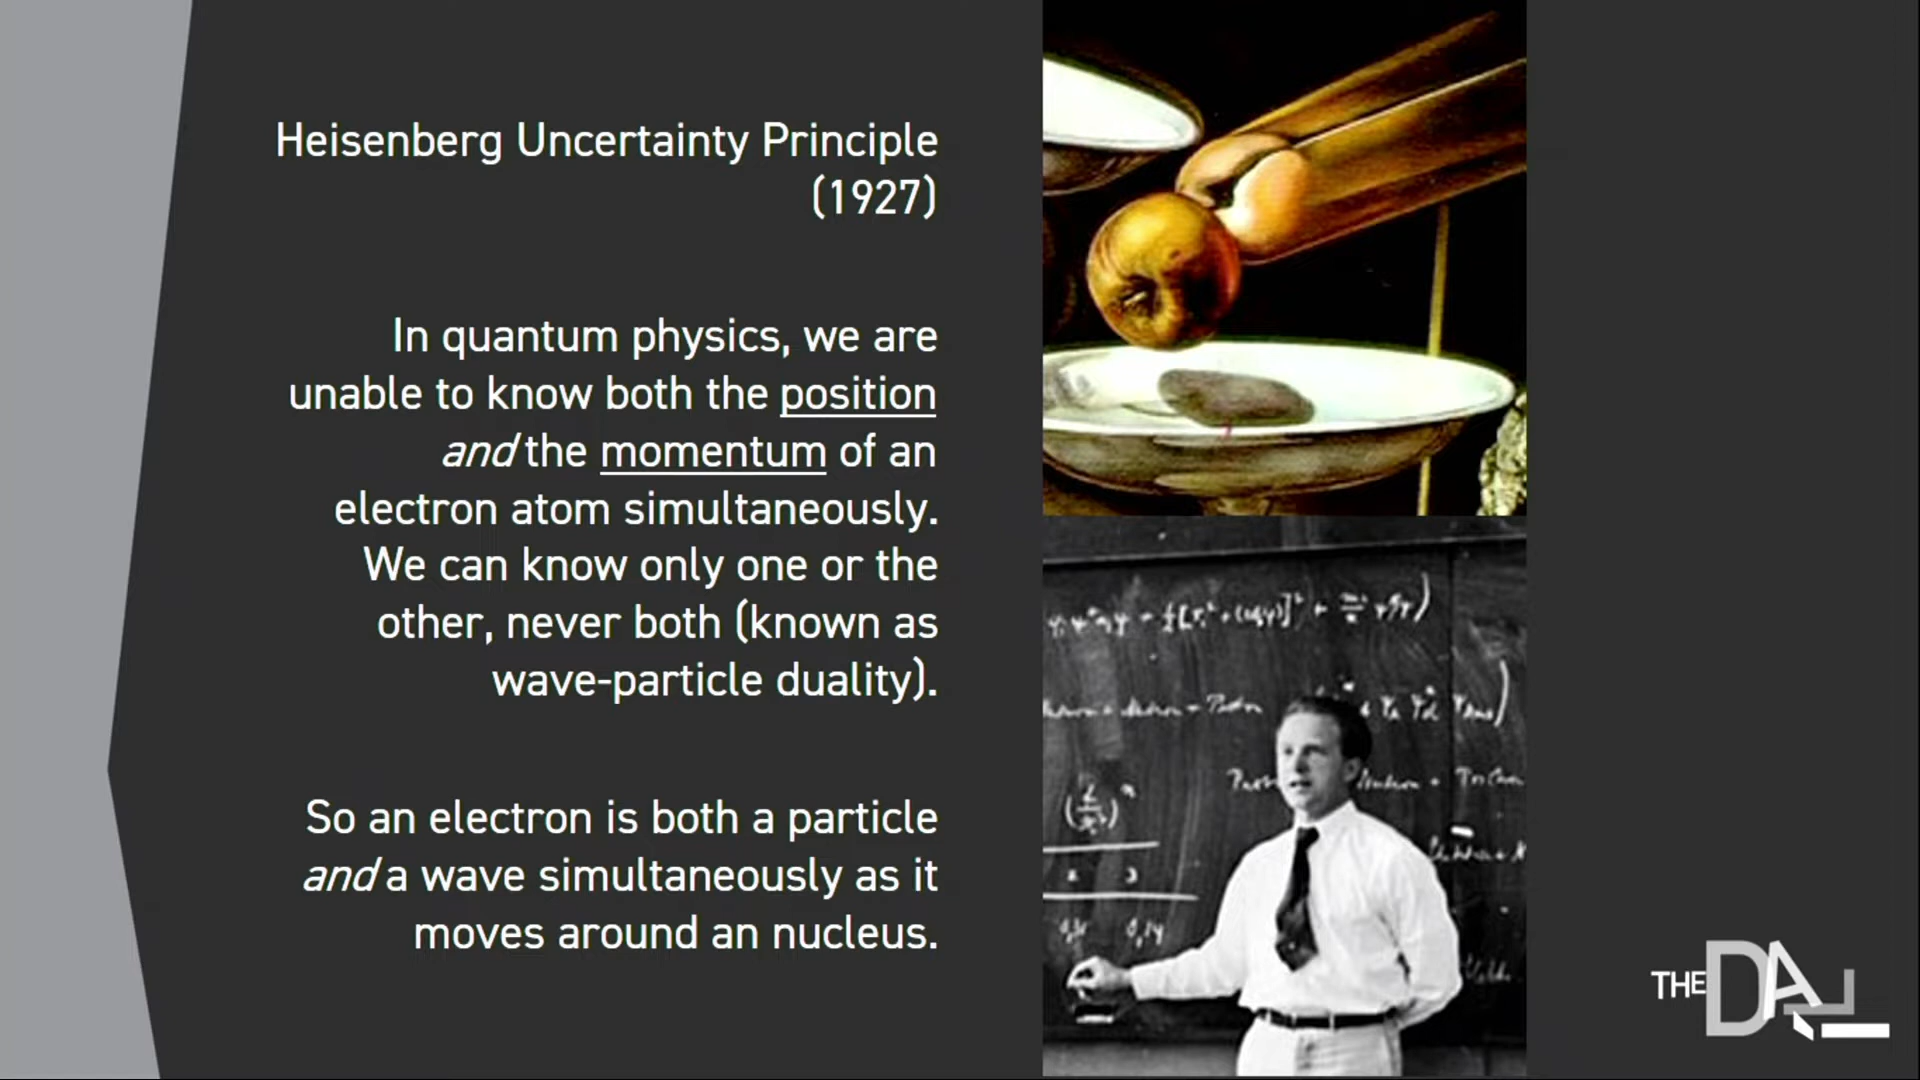 Heisenberg Uncertainty Principle
(1927)
In quantum physics, we are
unable to know both the position
and the momentum of an
electron atom simultaneously.
We can know only one or the
other, never both (known as
wave-particle duality).
So an electron is both a particle
and a wave simultaneously as it
moves around an nucleus.
THE DALÍ